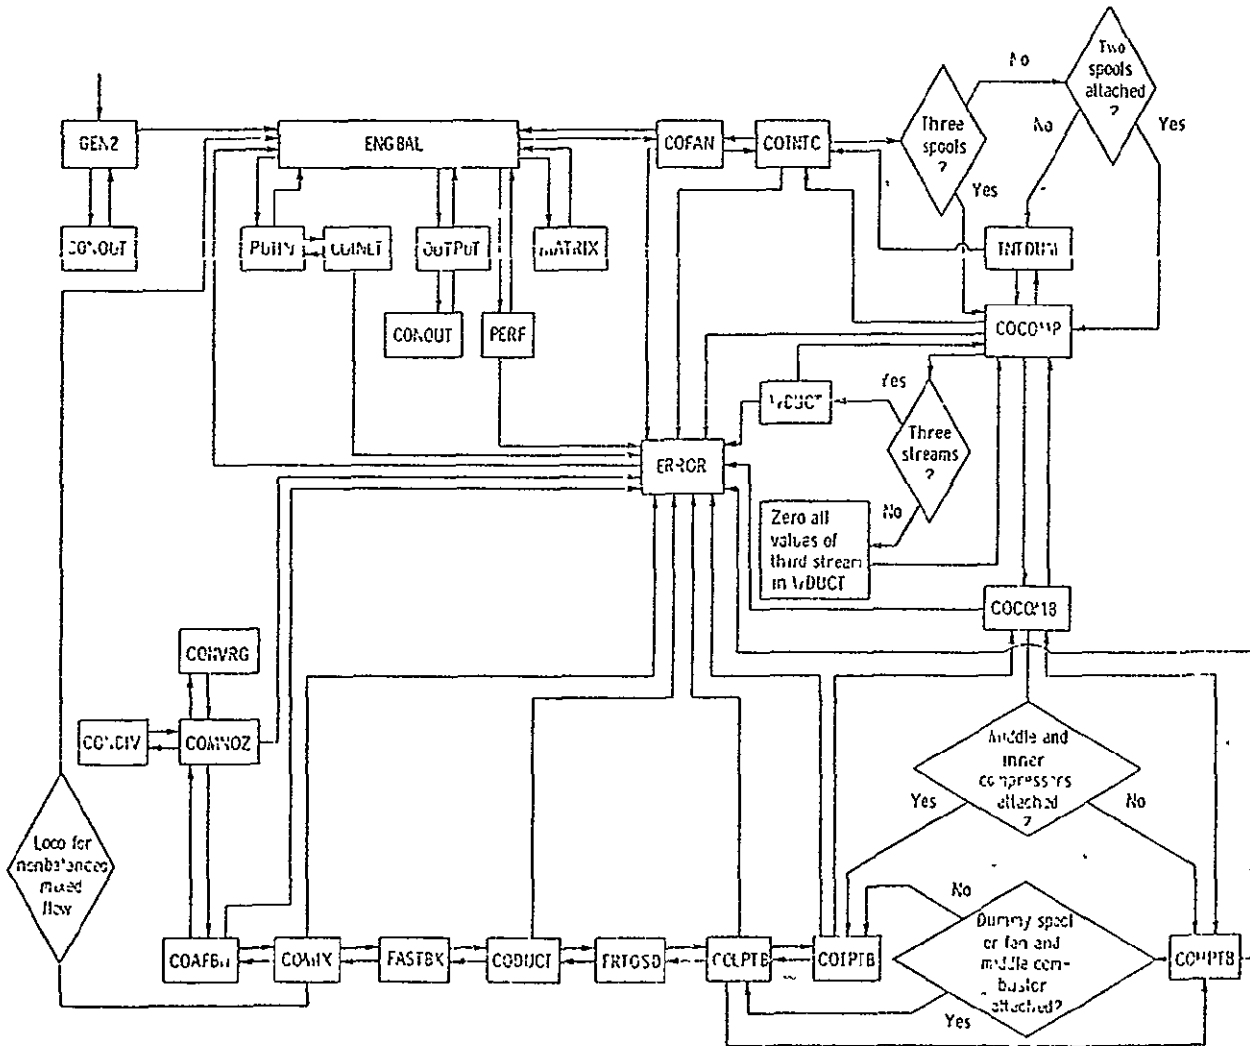 Two
spools
attached
?
No
Yes
Three
spools
?
No
Yes
GEN2
ENGBAL
COFAN
COINTC
CONOUT
PUTIN
COINLT
OUTPUT
MATRIX
INTDUM
CONOUT
PERF
COCOMP
WDUCT
Yes
Three
streams
?
No
ERROR
Zero all
values of
third stream
in WDUCT
COCOMB
CONVRG
CONDIV
COMNOZ
Middle and
inner
compressors
attached
?
Yes
No
Loop for
nonbalanced
mixed
flow
No
Dummy spool
or fan and
middle com-
bustor
attached?
Yes
COAFBN
COMIX
FASTBK
CODUCT
FRTOSD
COLPTB
COIPTB
COHPTB